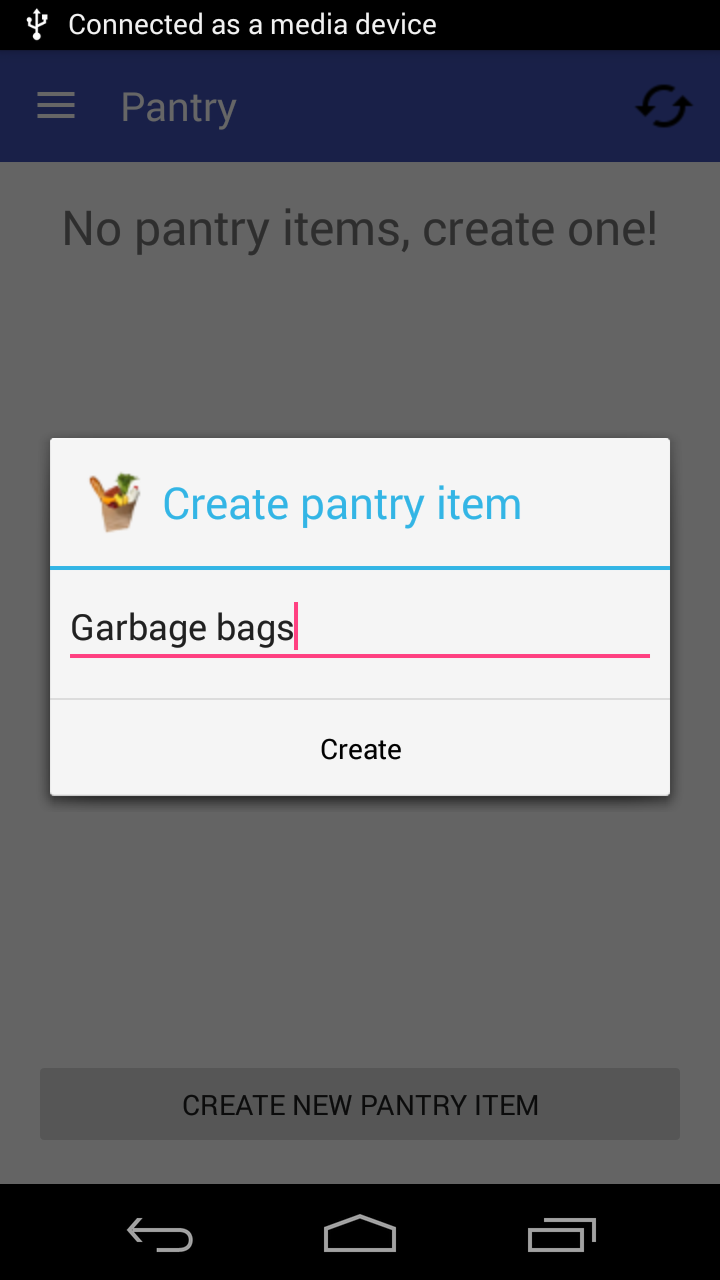 Connected as a media device
Pantry
No pantry items, create one!
Create pantry item
Garbage bags
Create
CREATE NEW PANTRY ITEM